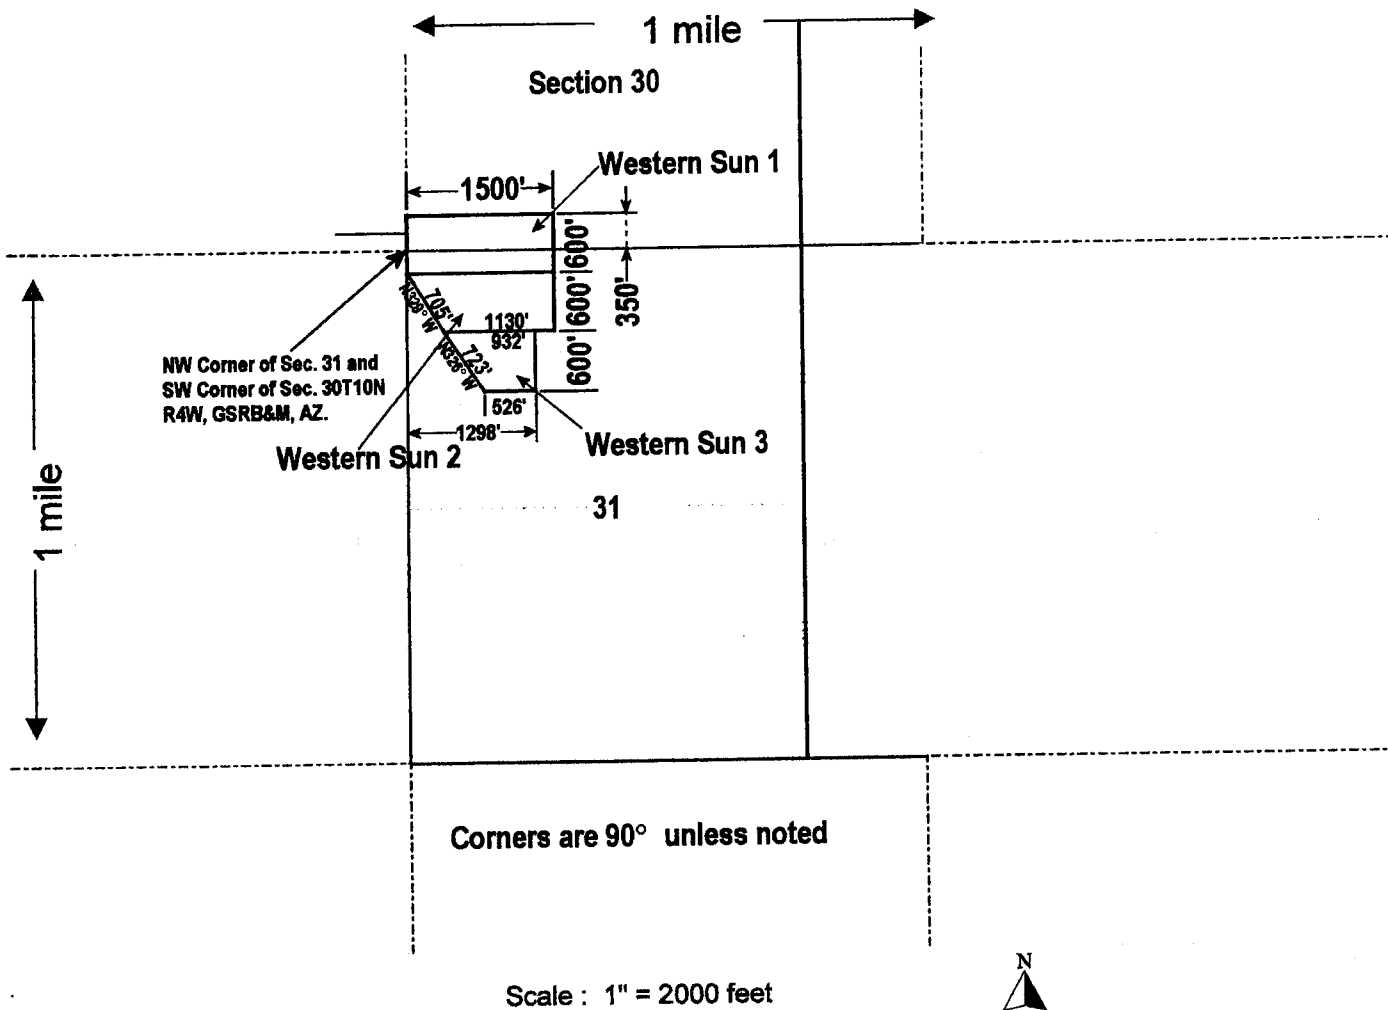 1 mile
Section 30
Western Sun 1
1500'
600'
600'
600'
350'
705'
N329° W
1130'
932'
723'
N326° W
NW Corner of Sec. 31 and
SW Corner of Sec. 30T10N
R4W, GSRB&M, AZ.
526'
1298'
Western Sun 2
Western Sun 3
1 mile
31
Corners are 90° unless noted
Scale : 1" = 2000 feet
N